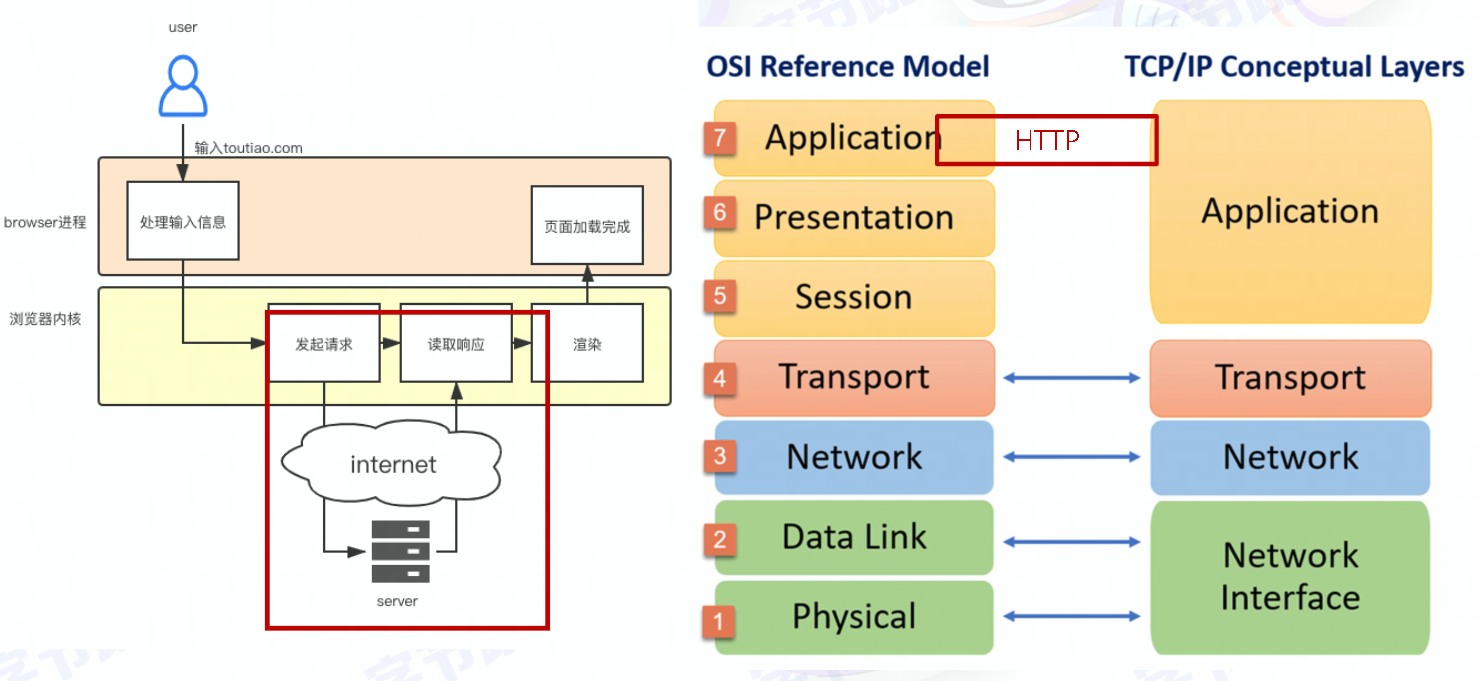 user
输入toutiao.com
browser进程
处理输入信息
页面加载完成
浏览器内核
发起请求
读取响应
渲染
internet
server
OSI Reference Model
TCP/IP Conceptual Layers
7 Application
HTTP
6 Presentation
5 Session
Application
4 Transport
Transport
3 Network
Network
2 Data Link
1 Physical
Network
Interface